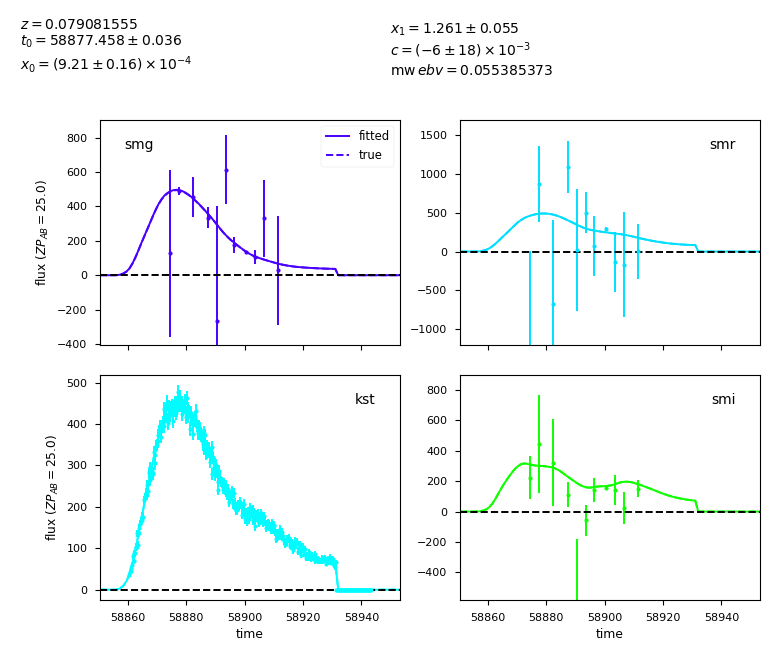 z = 0.079081555
t₀ = 58877.458 ± 0.036
x₀ = (9.21 ± 0.16) × 10⁻⁴
x₁ = 1.261 ± 0.055
c = (−6 ± 18) × 10⁻³
mw ebv = 0.055385373
smg
fitted
true
800
600
400
200
0
−200
−400
flux (ZP_AB = 25.0)
smr
1500
1000
500
0
−500
−1000
kst
500
400
300
200
100
0
flux (ZP_AB = 25.0)
58860 58880 58900 58920 58940
time
smi
800
600
400
200
0
−200
−400
58860 58880 58900 58920 58940
time